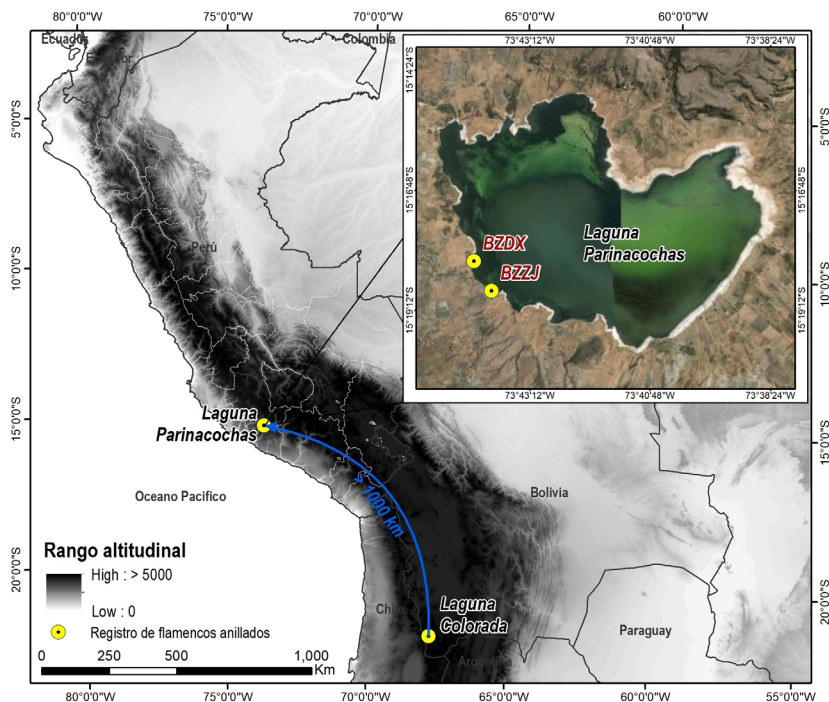 80°0'0"W
75°0'0"W
70°0'0"W
65°0'0"W
60°0'0"W
Ecuador
Colombia
73°43'12"W
73°40'48"W
73°38'24"W
15°14'24"S
15°16'48"S
15°19'12"S
15°14'24"S
15°16'48"S
15°19'12"S
BZDX
BZZJ
Laguna
Parinacochas
73°43'12"W
73°40'48"W
73°38'24"W
5°0'0"S
10°0'0"S
15°0'0"S
20°0'0"S
5°0'0"S
10°0'0"S
15°0'0"S
20°0'0"S
Perú
Laguna
Parinacochas
> 1000 km
Oceano Pacifico
Bolivia
Laguna
Colorada
Chile
Paraguay
Argentina
Rango altitudinal
High : > 5000
Low : 0
Registro de flamencos anillados
0 250 500 1,000
Km
80°0'0"W
75°0'0"W
70°0'0"W
65°0'0"W
60°0'0"W
55°0'0"W